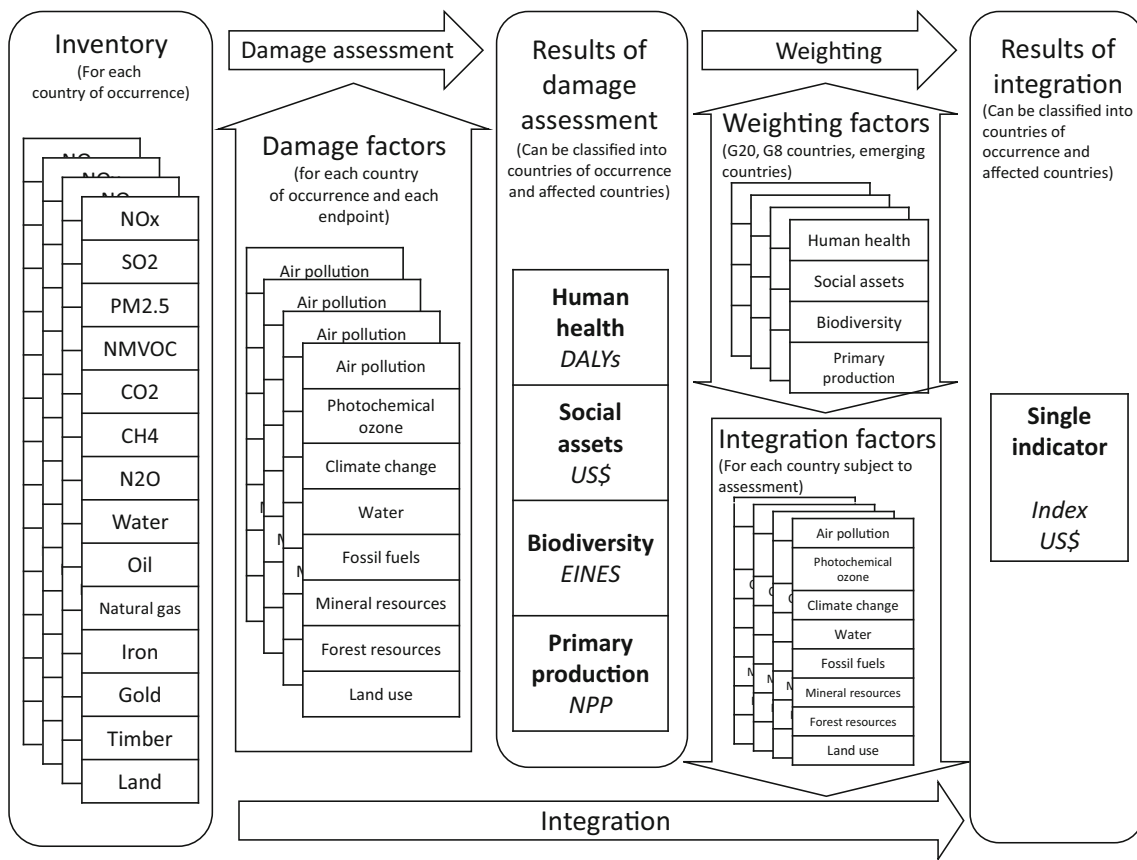 Inventory
(For each
country of occurrence)
NOx
SO2
PM2.5
NMVOC
CO2
CH4
N2O
Water
Oil
Natural gas
Iron
Gold
Timber
Land
Damage assessment
Damage factors
(for each country
of occurrence and each
endpoint)
Air pollution
Air pollution
Air pollution
Air pollution
Photochemical
ozone
Climate change
Water
Fossil fuels
Mineral resources
Forest resources
Land use
Results of
damage
assessment
(Can be classified into
countries of occurrence
and affected countries)
Human
health
DALYs
Social
assets
US$
Biodiversity
EINES
Primary
production
NPP
Weighting
Weighting factors
(G20, G8 countries, emerging
countries)
Human health
Social assets
Biodiversity
Primary
production
Integration factors
(For each country subject to
assessment)
Air pollution
Photochemical
ozone
Climate change
Water
Fossil fuels
Mineral resources
Forest resources
Land use
Results of
integration
(Can be classified into
countries of
occurrence and
affected countries)
Single
indicator
Index
US$
Integration